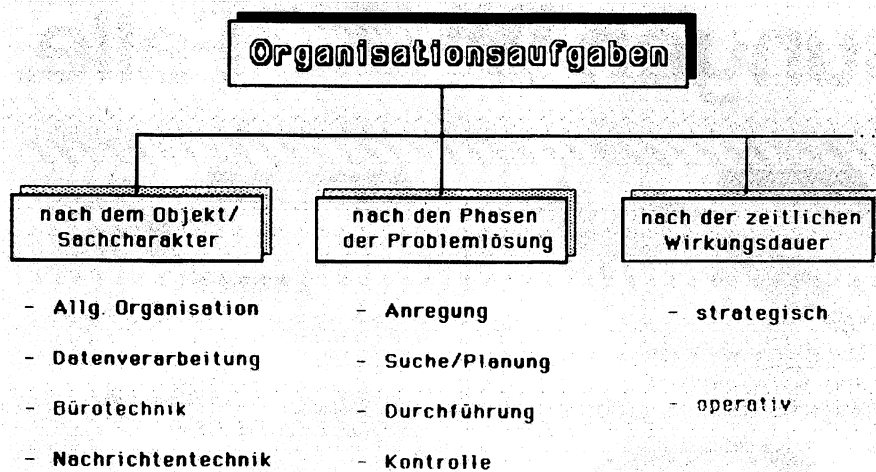 Organisationsaufgaben
nach dem Objekt/
Sachcharakter
- Allg. Organisation
- Datenverarbeitung
- Bürotechnik
- Nachrichtentechnik
nach den Phasen
der Problemlösung
- Anregung
- Suche/Planung
- Durchführung
- Kontrolle
nach der zeitlichen
Wirkungsdauer
- strategisch
- operativ